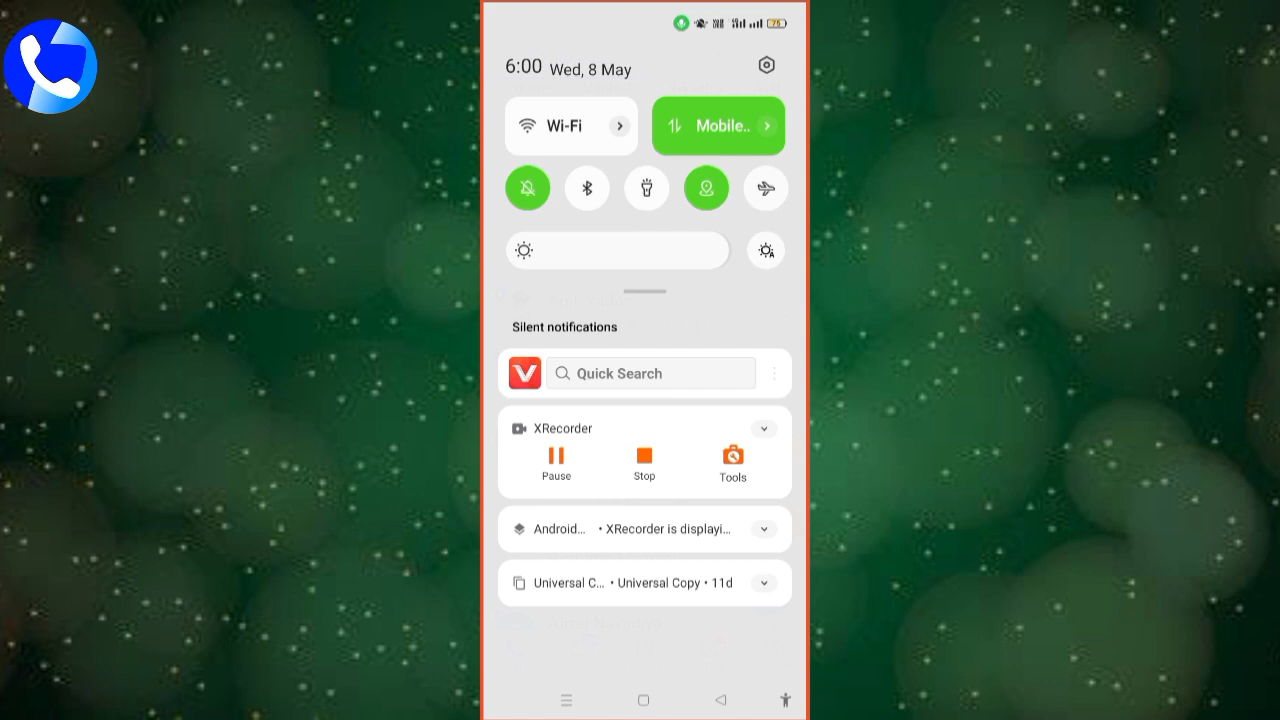 75
6:00 Wed, 8 May
Wi-Fi
Mobile..
Silent notifications
Quick Search
XRecorder
Pause
Stop
Tools
Android... • XRecorder is displayi...
Universal C... • Universal Copy • 11d